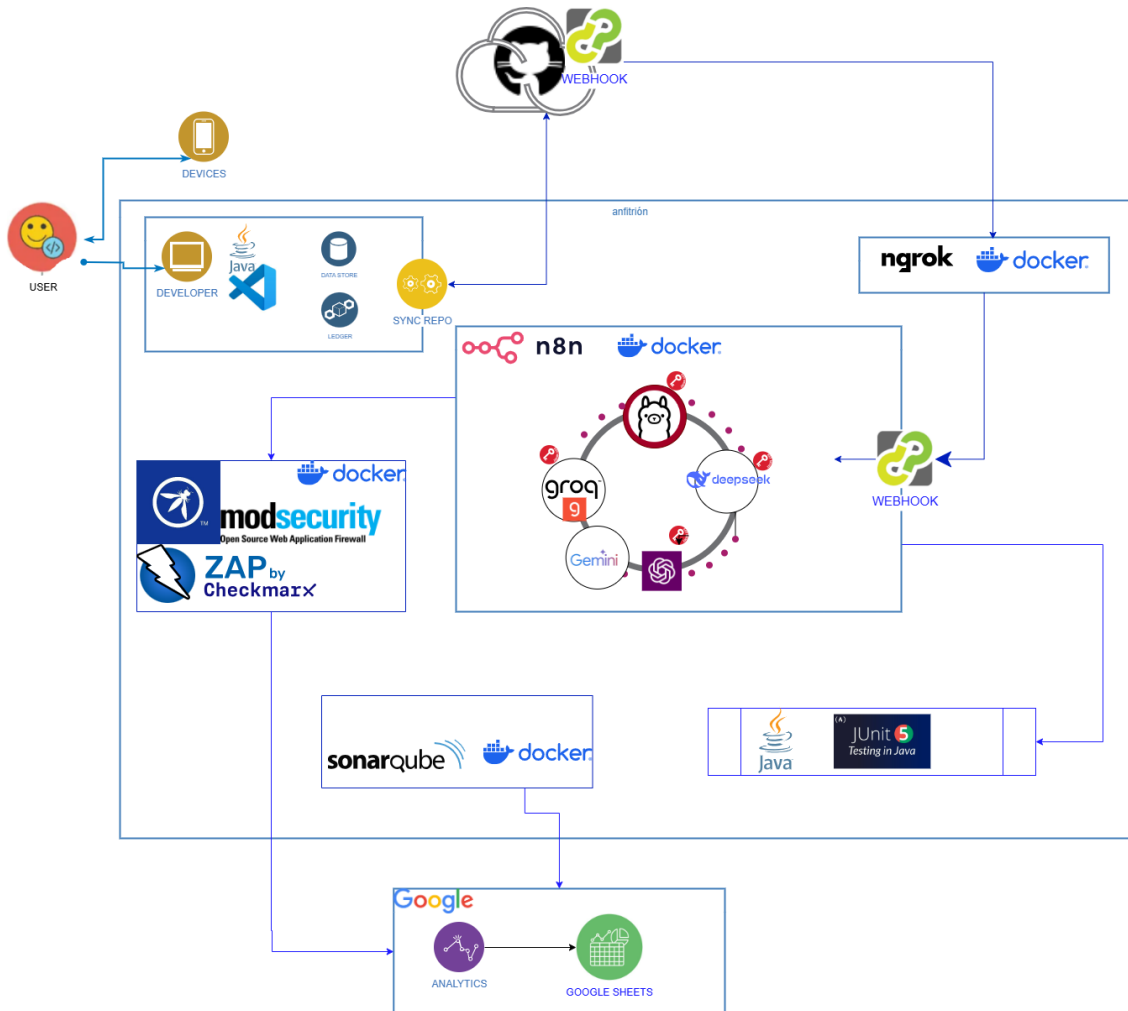 WEBHOOK
DEVICES
anfitrión
USER
DEVELOPER
Java
DATA STORE
LEDGER
SYNC REPO
ngrok
docker
n8n
docker
groq
g
deepseek
Gemini
WEBHOOK
docker
TM
modsecurity
Open Source Web Application Firewall
ZAP by
Checkmarx
sonarqube
docker
Java
(A)
JUnit 5
Testing in Java
Google
ANALYTICS
GOOGLE SHEETS